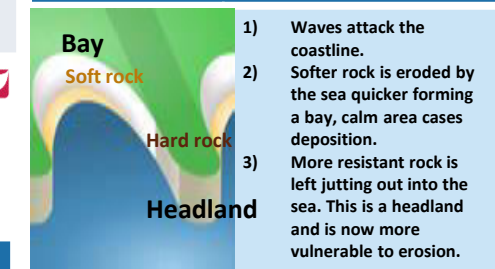 Bay
Soft rock
Hard rock
Headland
1) Waves attack the
coastline.
2) Softer rock is eroded by
the sea quicker forming
a bay, calm area cases
deposition.
3) More resistant rock is
left jutting out into the
sea. This is a headland
and is now more
vulnerable to erosion.